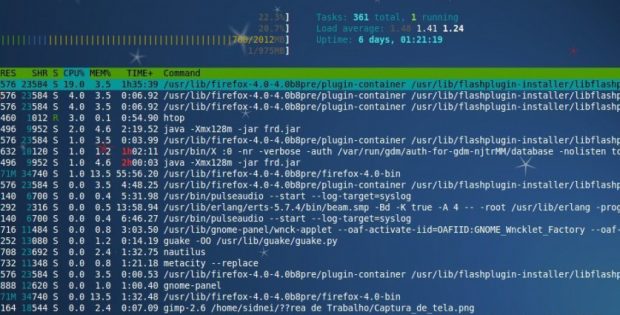 22.3%] Tasks: 361 total, 1 running
20.7%] Load average: 1.48 1.41 1.24
700/2012MB] Uptime: 6 days, 01:21:19
1/975MB]
RES SHR S CPU% MEM% TIME+ Command
576 23584 S 19.0 3.5 1h35:39 /usr/lib/firefox-4.0-4.0b8pre/plugin-container /usr/lib/flashplugin-installer/libflashp
576 23584 S 4.0 3.5 0:06.92 /usr/lib/firefox-4.0-4.0b8pre/plugin-container /usr/lib/flashplugin-installer/libflashp
576 23584 S 4.0 3.5 0:06.92 /usr/lib/firefox-4.0-4.0b8pre/plugin-container /usr/lib/flashplugin-installer/libflashp
460 1012 R 3.0 0.1 0:54.90 htop
496 9952 S 2.0 4.6 2:19.52 java -Xmx128m -jar frd.jar
576 23584 S 1.0 3.5 0:03.99 /usr/lib/firefox-4.0-4.0b8pre/plugin-container /usr/lib/flashplugin-installer/libflashp
632 10120 S 1.0 1.2 1h02:11 /usr/bin/X :0 -nr -verbose -auth /var/run/gdm/auth-for-gdm-njtrMM/database -nolisten tc
496 9952 S 1.0 4.6 2h00:03 java -Xmx128m -jar frd.jar
71M 34740 S 1.0 13.5 55:56.20 /usr/lib/firefox-4.0-4.0b8pre/firefox-4.0-bin
576 23584 S 0.0 3.5 4:48.25 /usr/lib/firefox-4.0-4.0b8pre/plugin-container /usr/lib/flashplugin-installer/libflashp
140 6700 S 0.0 0.4 5:31.98 /usr/bin/pulseaudio --start --log-target=syslog
292 2316 S 0.0 0.5 13:58.94 /usr/lib/erlang/erts-5.7.4/bin/beam.smp -Bd -K true -A 4 -- -root /usr/lib/erlang -prog
140 6700 S 0.0 0.4 6:46.27 /usr/bin/pulseaudio --start --log-target=syslog
716 11484 S 0.0 0.8 3:03.50 /usr/lib/gnome-panel/wnck-applet --oaf-activate-iid=OAFIID:GNOME_Wncklet_Factory --oaf-
252 13080 S 0.0 1.2 0:14.19 guake -OO /usr/lib/guake/guake.py
708 23692 S 0.0 2.4 1:32.75 nautilus
732 11348 S 0.0 0.8 1:21.18 metacity --replace
576 23584 S 0.0 3.5 0:00.53 /usr/lib/firefox-4.0-4.0b8pre/plugin-container /usr/lib/flashplugin-installer/libflashp
888 12620 S 0.0 1.0 1:00.40 gnome-panel
71M 34740 S 0.0 13.5 1:32.48 /usr/lib/firefox-4.0-4.0b8pre/firefox-4.0-bin
164 18544 S 0.0 2.4 0:07.09 gimp-2.6 /home/sidnei/??rea de Trabalho/Captura_de_tela.png